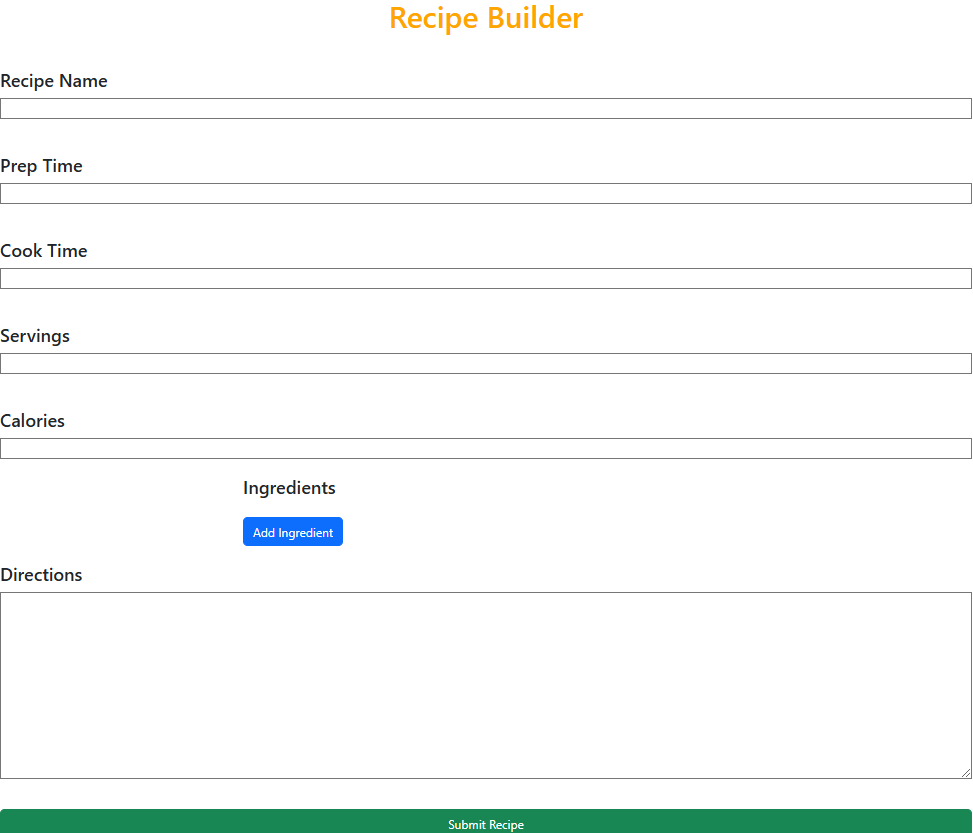 Recipe Builder
Recipe Name
Prep Time
Cook Time
Servings
Calories
Ingredients
Add Ingredient
Directions
Submit Recipe